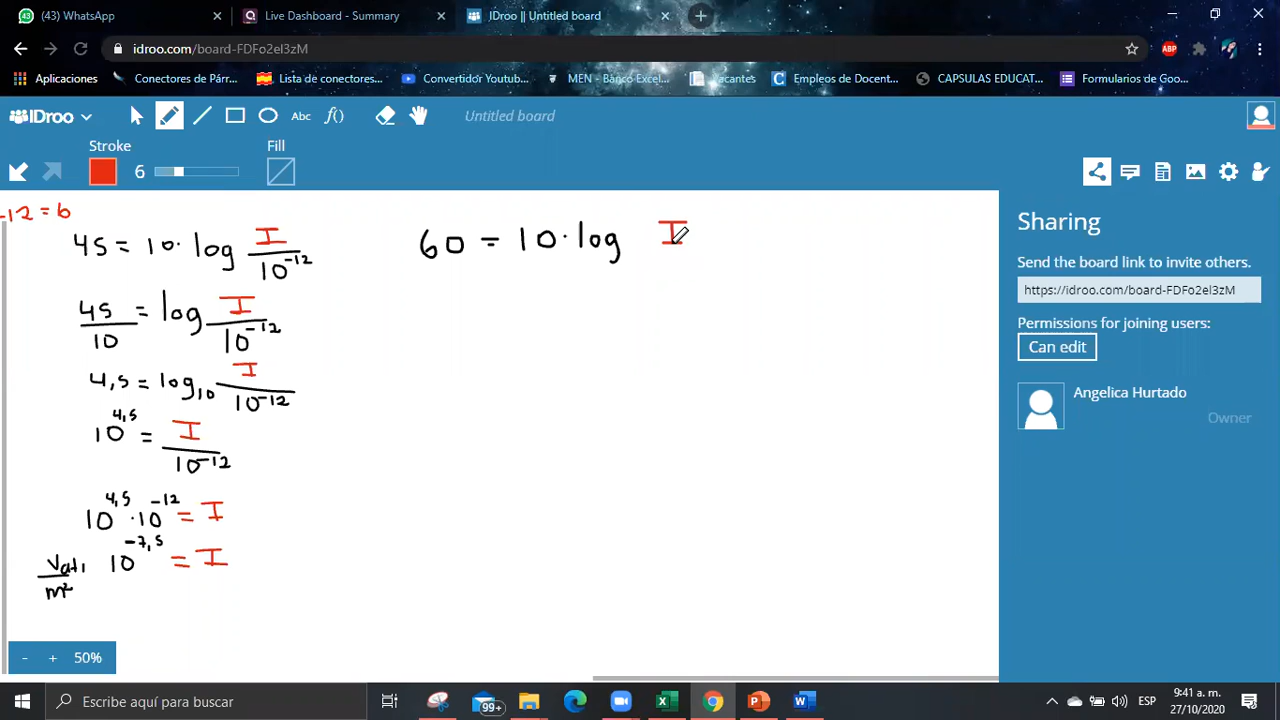 (43) WhatsApp
Live Dashboard - Summary
IDroo || Untitled board
idroo.com/board-FDFo2el3zM
ABP
Aplicaciones
Conectores de Párr...
Lista de conectores...
Convertidor Youtub...
MEN - Banco Excel...
Vacantes
Empleos de Docent...
CAPSULAS EDUCAT...
Formularios de Goo...
IDroo
Abc
f()
Untitled board
Stroke
6
Fill
-12 = 6
45 = 10 · log I / 10^-12
45 / 10 = log I / 10^-12
4,5 = log10 I / 10^-12
10^4,5 = I / 10^-12
10^4,5 · 10^-12 = I
10^-7,5 = I
m²
60 = 10 · log I
Sharing
Send the board link to invite others.
https://idroo.com/board-FDFo2el3zM
Permissions for joining users:
Can edit
Angelica Hurtado
Owner
- + 50%
Escribe aquí para buscar
99+
ESP
9:41 a. m.
27/10/2020